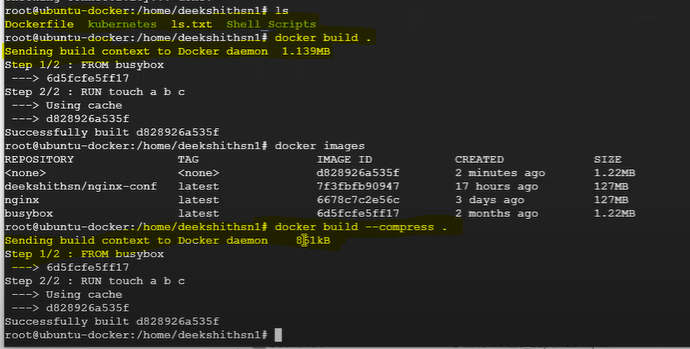 root@ubuntu-docker:/home/deekshithsn1# ls
Dockerfile kubernetes ls.txt Shell_Scripts
root@ubuntu-docker:/home/deekshithsn1# docker build .
Sending build context to Docker daemon 1.139MB
Step 1/2 : FROM busybox
---> 6d5fcfe5ff17
Step 2/2 : RUN touch a b c
---> Using cache
---> d828926a535f
Successfully built d828926a535f
root@ubuntu-docker:/home/deekshithsn1# docker images
REPOSITORY TAG IMAGE ID CREATED SIZE
<none> <none> d828926a535f 2 minutes ago 1.22MB
deekshithsn/nginx-conf latest 7f3fbfb90947 17 hours ago 127MB
nginx latest 6678c7c2e56c 3 days ago 127MB
busybox latest 6d5fcfe5ff17 2 months ago 1.22MB
root@ubuntu-docker:/home/deekshithsn1# docker build --compress .
Sending build context to Docker daemon
Step 1/2 : FROM busybox
---> 6d5fcfe5ff17
Step 2/2 : RUN touch a b c
---> Using cache
---> d828926a535f
Successfully built d828926a535f
root@ubuntu-docker:/home/deekshithsn1#